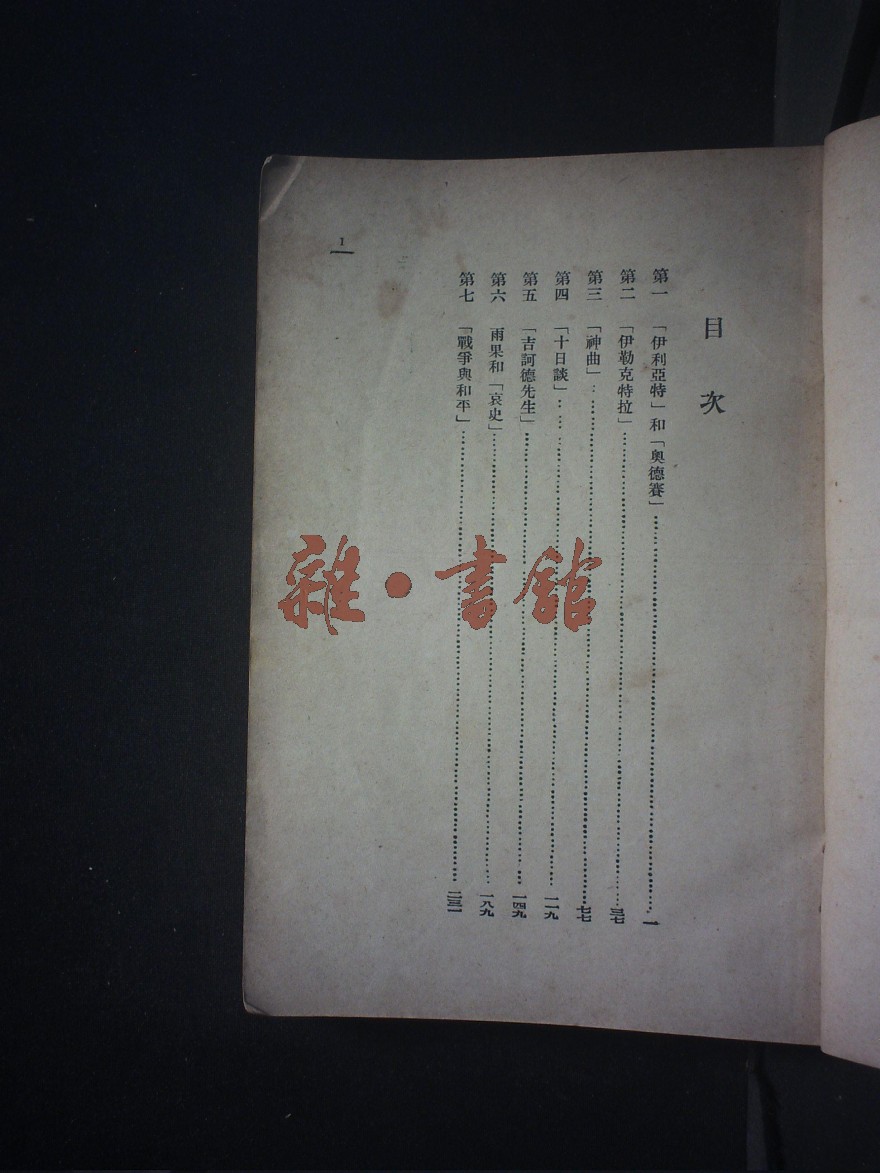 目次
第一 「伊利亞特」和「奧德賽」……一
第二 「伊勒克特拉」……三七
第三 「神曲」……七七
第四 「十日談」……一一九
第五 「吉訶德先生」……一四九
第六 雨果和「哀史」……一八九
第七 「戰爭與和平」……二三一
1
雜·書館